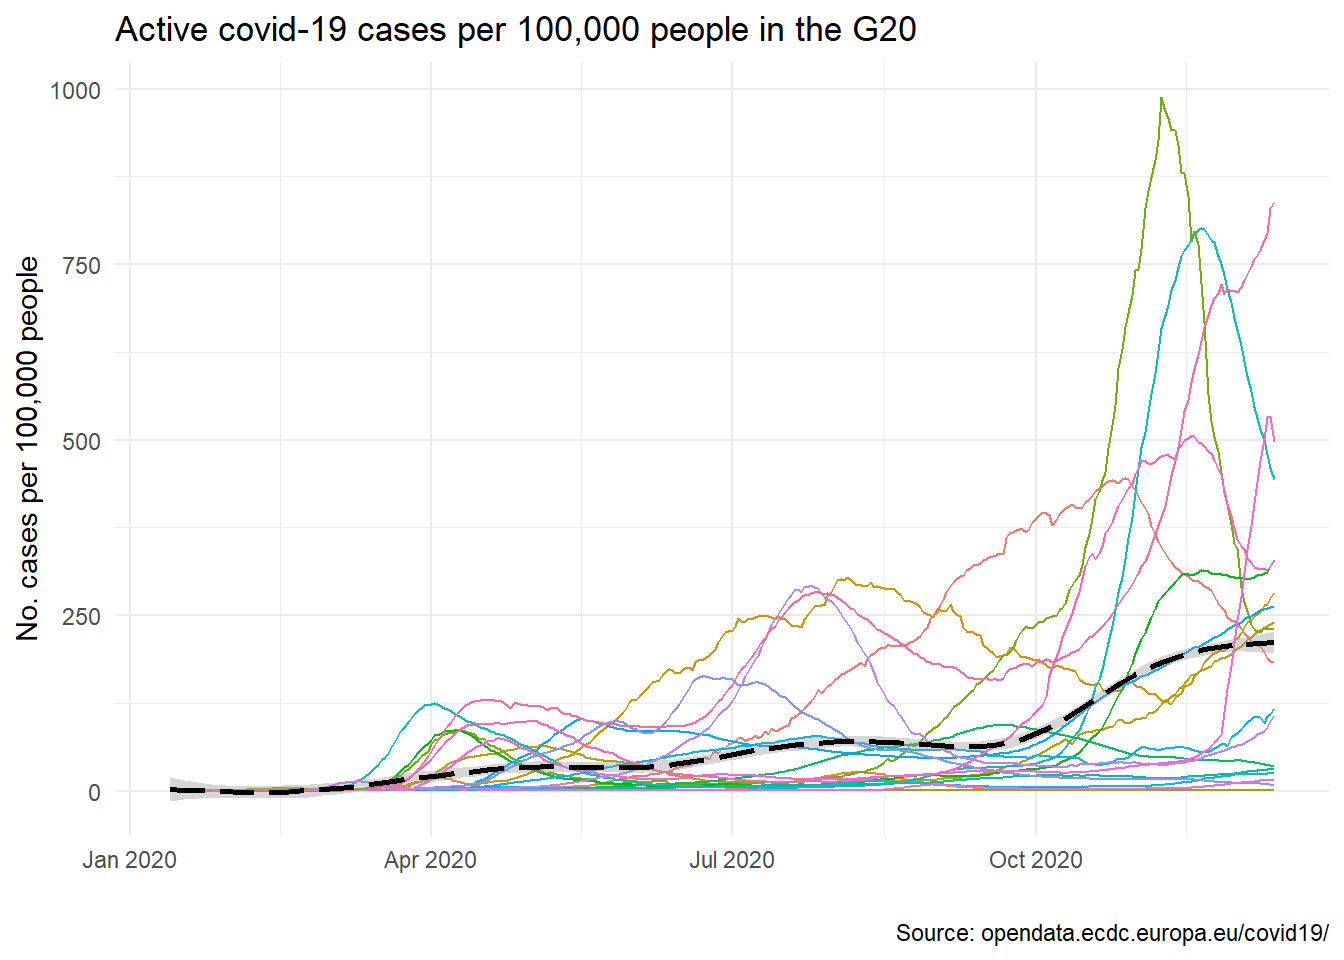 Active covid-19 cases per 100,000 people in the G20
No. cases per 100,000 people
1000
750
500
250
0
Jan 2020
Apr 2020
Jul 2020
Oct 2020
Source: opendata.ecdc.europa.eu/covid19/